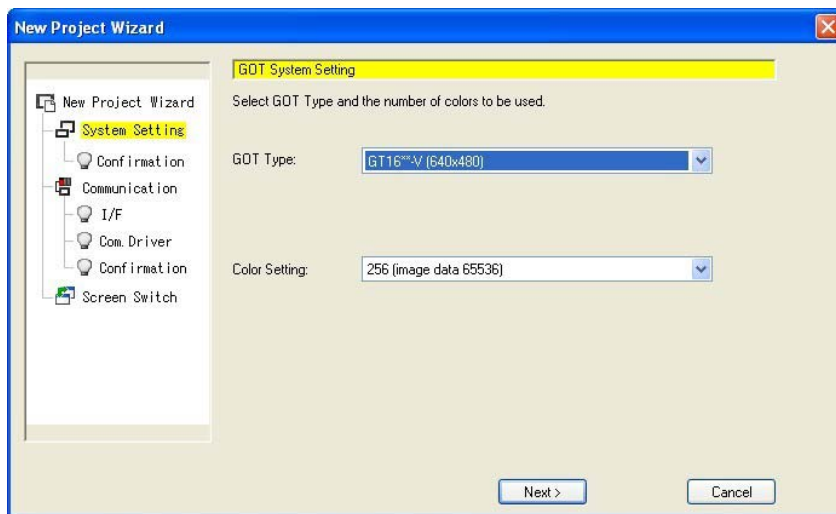 New Project Wizard
New Project Wizard
System Setting
Confirmation
Communication
I/F
Com. Driver
Confirmation
Screen Switch
GOT System Setting
Select GOT Type and the number of colors to be used.
GOT Type:
GT16**-V (640x480)
Color Setting:
256 (image data 65536)
Next >
Cancel